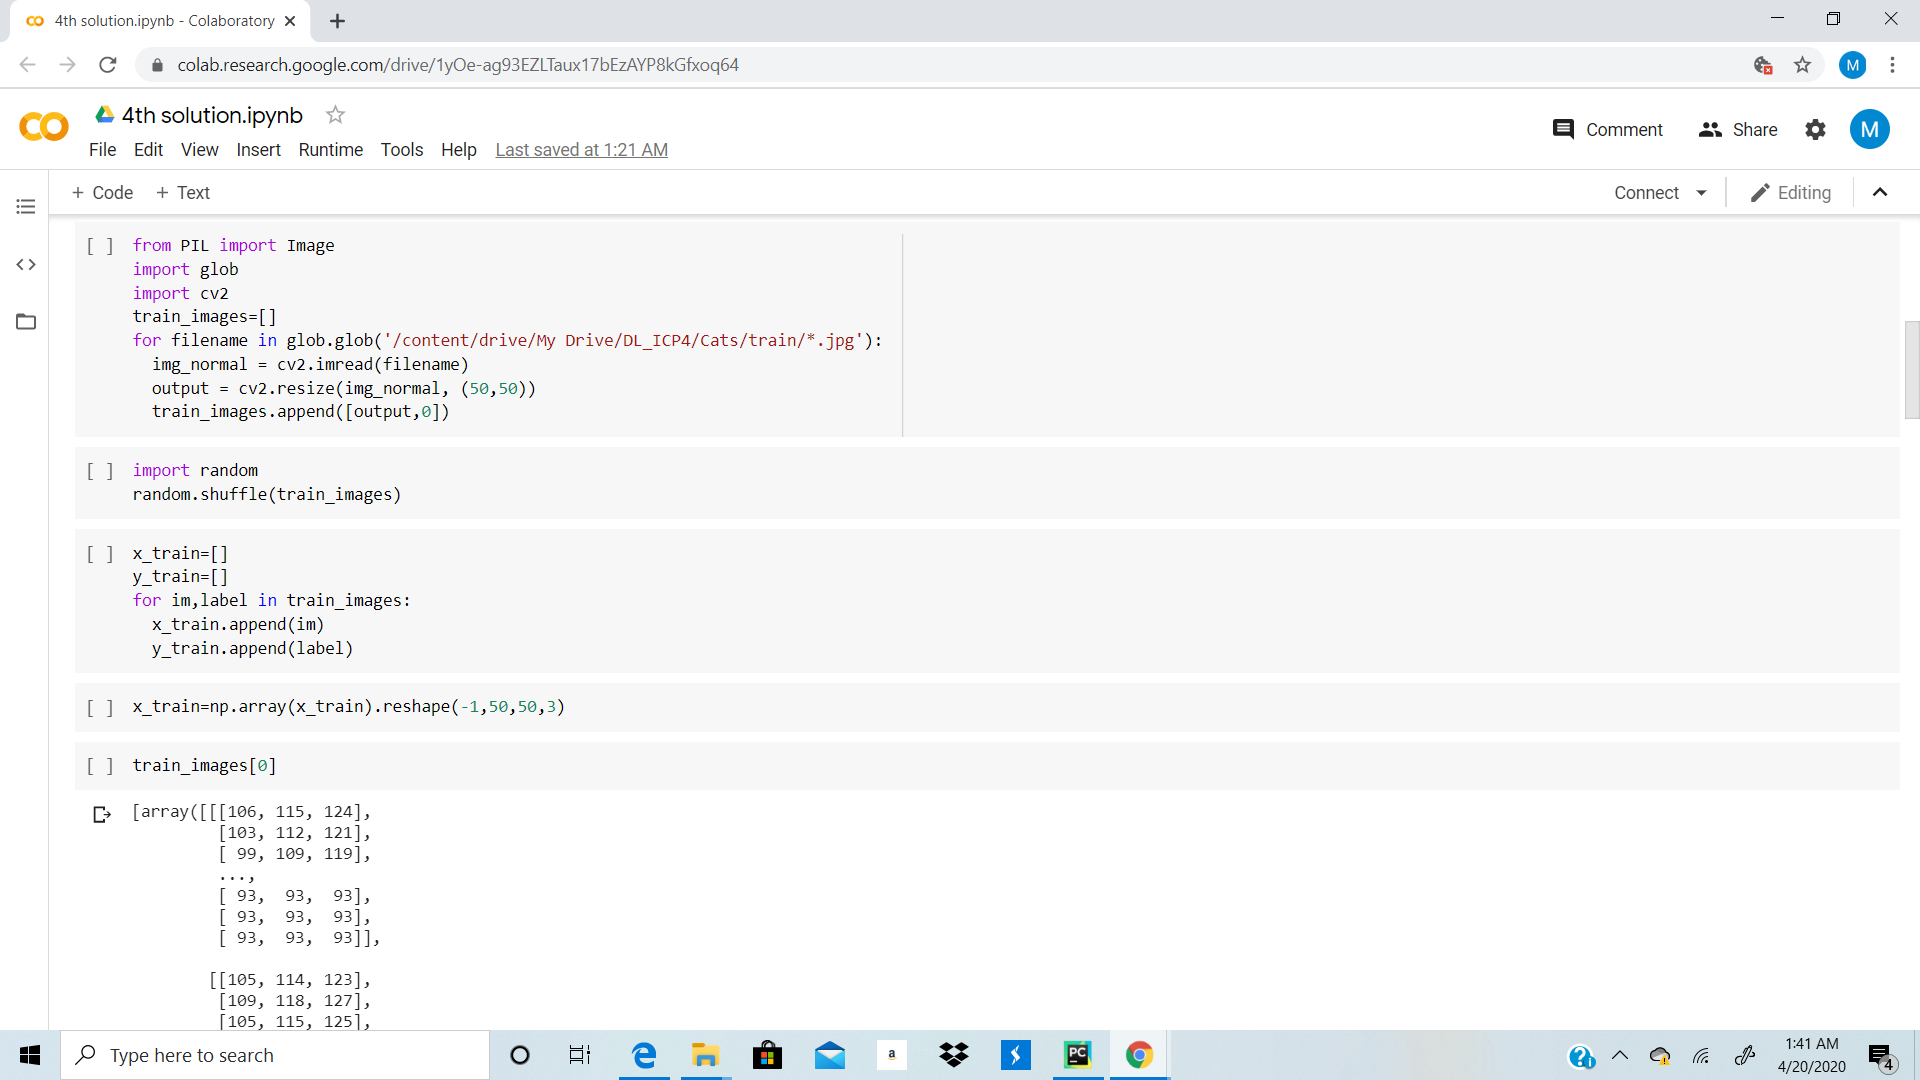 4th solution.ipynb - Colaboratory
colab.research.google.com/drive/1yOe-ag93EZLTaux17bEzAYP8kGfxoq64
M
4th solution.ipynb
Comment
Share
M
File Edit View Insert Runtime Tools Help Last saved at 1:21 AM
+ Code + Text
Connect
Editing
[ ] from PIL import Image
import glob
import cv2
train_images=[]
for filename in glob.glob('/content/drive/My Drive/DL_ICP4/Cats/train/*.jpg'):
  img_normal = cv2.imread(filename)
  output = cv2.resize(img_normal, (50,50))
  train_images.append([output,0])
[ ] import random
random.shuffle(train_images)
[ ] x_train=[]
y_train=[]
for im,label in train_images:
  x_train.append(im)
  y_train.append(label)
[ ] x_train=np.array(x_train).reshape(-1,50,50,3)
[ ] train_images[0]
[array([[[106, 115, 124],
[103, 112, 121],
[ 99, 109, 119],
...,
[ 93,  93,  93],
[ 93,  93,  93],
[ 93,  93,  93]],
[[105, 114, 123],
[109, 118, 127],
[105, 115, 125],
Type here to search
a
PC
1:41 AM
4/20/2020
4